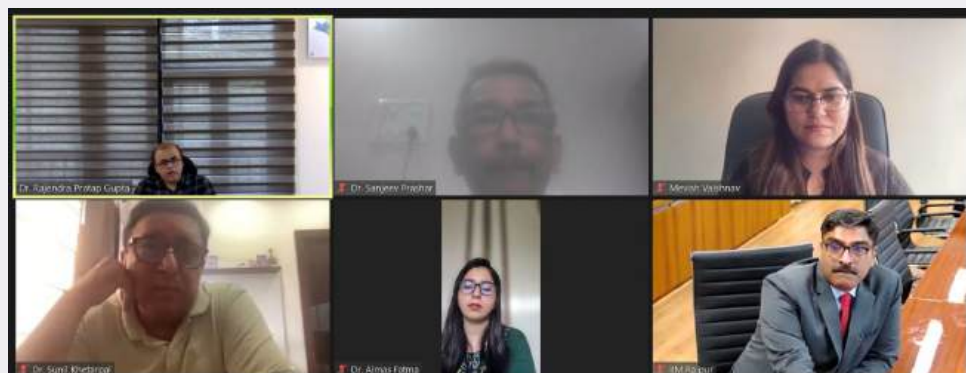 Dr. Rajendra Pratap Gupta
Dr. Sanjeev Prashar
Mevish Vaishnav
Dr. Sunil Khetarpal
Dr. Almas Fatma
IIM Raipur